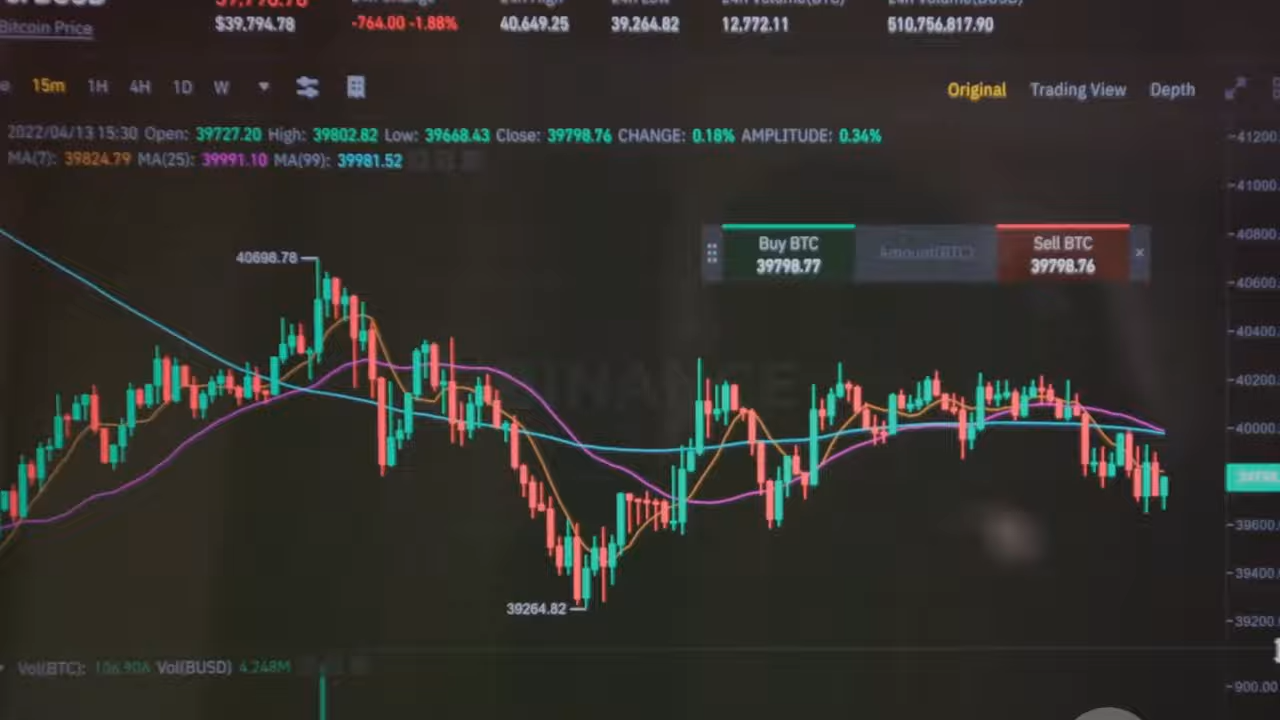 Bitcoin Price
$39,794.78
-764.00 -1.88%
40,649.25
39,264.82
12,772.11
510,756,817.90
15m 1H 4H 1D W
Original Trading View Depth
2022/04/13 15:30 Open: 39727.20 High: 39802.82 Low: 39668.43 Close: 39798.76 CHANGE: 0.18% AMPLITUDE: 0.34%
MA(7): 39824.79 MA(25): 39991.10 MA(99): 39981.52
41200
41000
40800
Buy BTC
39798.77
Amount(BTC)
Sell BTC
39798.76
40698.78
40600
40400
BINANCE
40200
40000
39600
39400
39264.82
39200
Vol(BTC): 106.90A Vol(BUSD) 4.248M
900.00